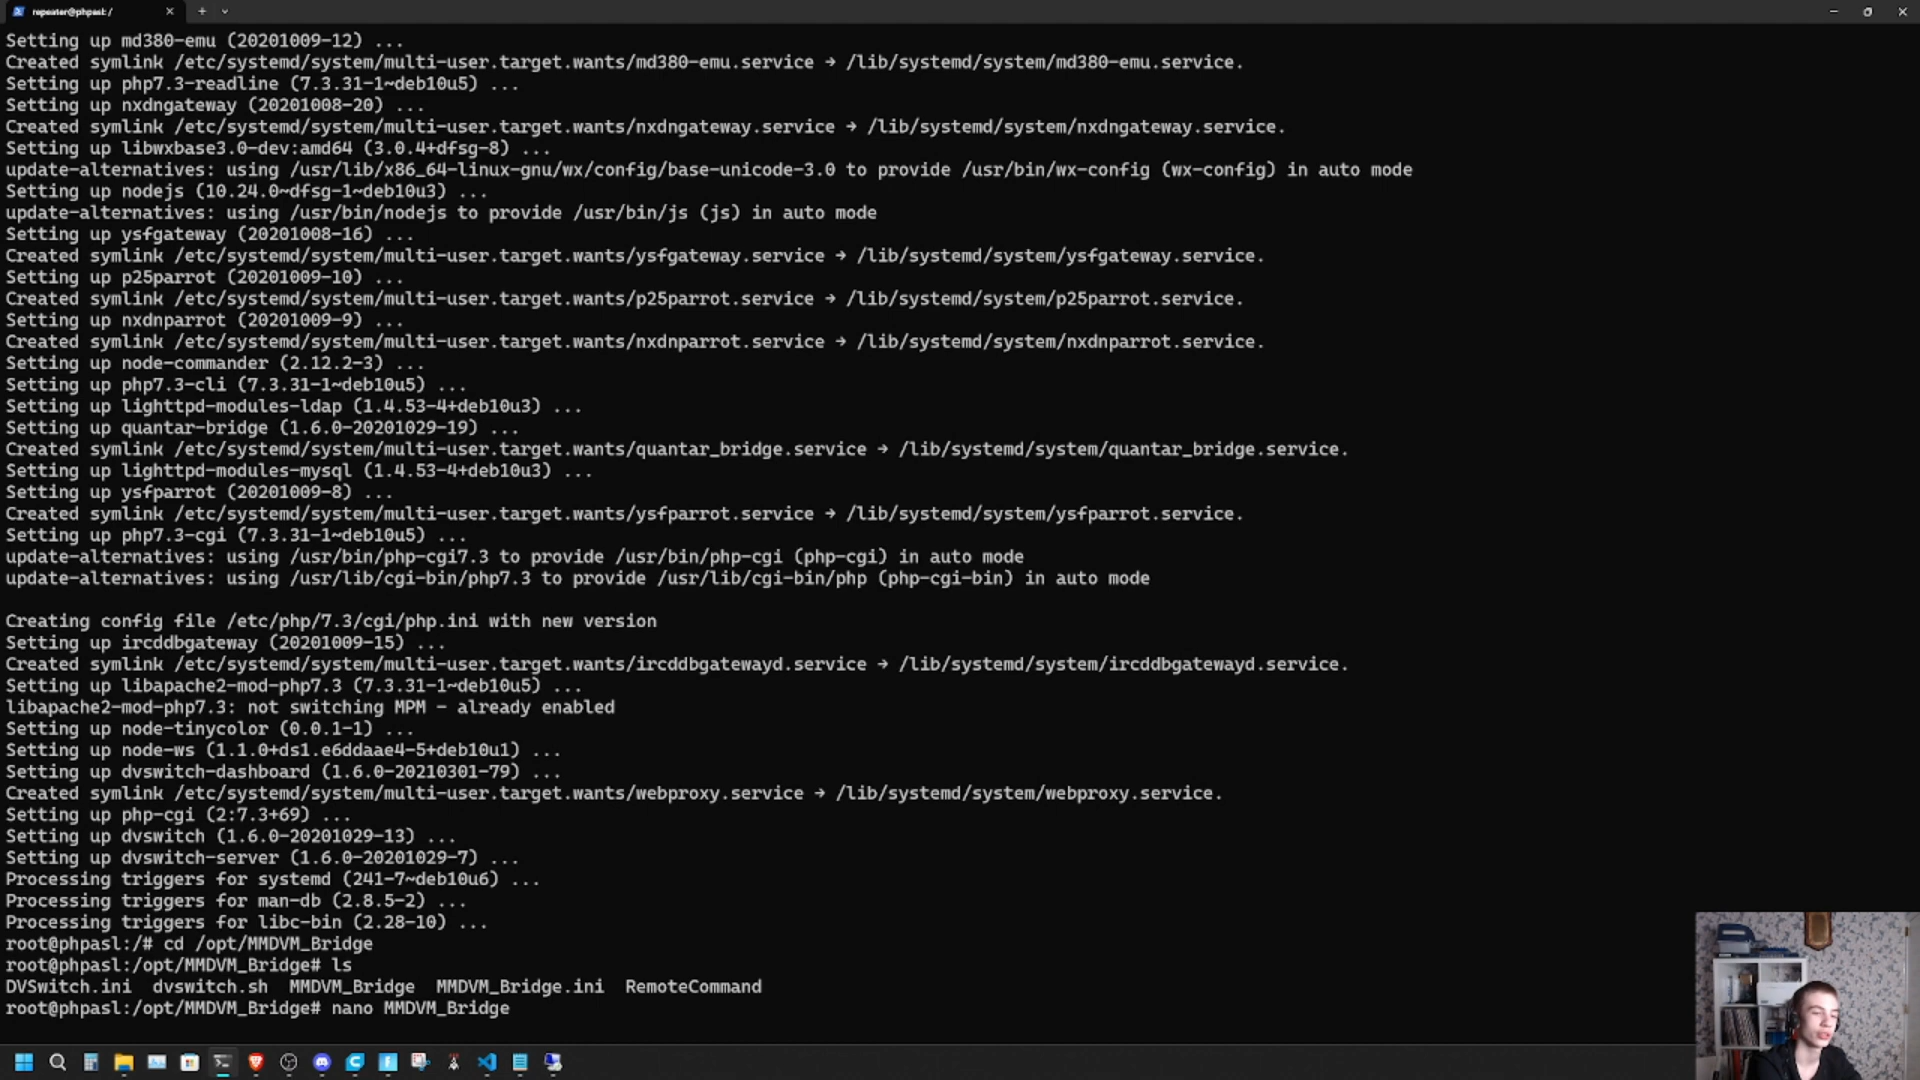 repeater@phpasl: /
Setting up md380-emu (20201009-12) ...
Created symlink /etc/systemd/system/multi-user.target.wants/md380-emu.service → /lib/systemd/system/md380-emu.service.
Setting up php7.3-readline (7.3.31-1~deb10u5) ...
Setting up nxdngateway (20201008-20) ...
Created symlink /etc/systemd/system/multi-user.target.wants/nxdngateway.service → /lib/systemd/system/nxdngateway.service.
Setting up libwxbase3.0-dev:amd64 (3.0.4+dfsg-8) ...
update-alternatives: using /usr/lib/x86_64-linux-gnu/wx/config/base-unicode-3.0 to provide /usr/bin/wx-config (wx-config) in auto mode
Setting up nodejs (10.24.0~dfsg-1~deb10u3) ...
update-alternatives: using /usr/bin/nodejs to provide /usr/bin/js (js) in auto mode
Setting up ysfgateway (20201008-16) ...
Created symlink /etc/systemd/system/multi-user.target.wants/ysfgateway.service → /lib/systemd/system/ysfgateway.service.
Setting up p25parrot (20201009-10) ...
Created symlink /etc/systemd/system/multi-user.target.wants/p25parrot.service → /lib/systemd/system/p25parrot.service.
Setting up nxdnparrot (20201009-9) ...
Created symlink /etc/systemd/system/multi-user.target.wants/nxdnparrot.service → /lib/systemd/system/nxdnparrot.service.
Setting up node-commander (2.12.2-3) ...
Setting up php7.3-cli (7.3.31-1~deb10u5) ...
Setting up lighttpd-modules-ldap (1.4.53-4+deb10u3) ...
Setting up quantar-bridge (1.6.0-20201029-19) ...
Created symlink /etc/systemd/system/multi-user.target.wants/quantar_bridge.service → /lib/systemd/system/quantar_bridge.service.
Setting up lighttpd-modules-mysql (1.4.53-4+deb10u3) ...
Setting up ysfparrot (20201009-8) ...
Created symlink /etc/systemd/system/multi-user.target.wants/ysfparrot.service → /lib/systemd/system/ysfparrot.service.
Setting up php7.3-cgi (7.3.31-1~deb10u5) ...
update-alternatives: using /usr/bin/php-cgi7.3 to provide /usr/bin/php-cgi (php-cgi) in auto mode
update-alternatives: using /usr/lib/cgi-bin/php7.3 to provide /usr/lib/cgi-bin/php (php-cgi-bin) in auto mode
Creating config file /etc/php/7.3/cgi/php.ini with new version
Setting up ircddbgateway (20201009-15) ...
Created symlink /etc/systemd/system/multi-user.target.wants/ircddbgatewayd.service → /lib/systemd/system/ircddbgatewayd.service.
Setting up libapache2-mod-php7.3 (7.3.31-1~deb10u5) ...
libapache2-mod-php7.3: not switching MPM - already enabled
Setting up node-tinycolor (0.0.1-1) ...
Setting up node-ws (1.1.0+ds1.e6ddaae4-5+deb10u1) ...
Setting up dvswitch-dashboard (1.6.0-20210301-79) ...
Created symlink /etc/systemd/system/multi-user.target.wants/webproxy.service → /lib/systemd/system/webproxy.service.
Setting up php-cgi (2:7.3+69) ...
Setting up dvswitch (1.6.0-20201029-13) ...
Setting up dvswitch-server (1.6.0-20201029-7) ...
Processing triggers for systemd (241-7~deb10u6) ...
Processing triggers for man-db (2.8.5-2) ...
Processing triggers for libc-bin (2.28-10) ...
root@phpasl:/# cd /opt/MMDVM_Bridge
root@phpasl:/opt/MMDVM_Bridge# ls
DVSwitch.ini  dvswitch.sh  MMDVM_Bridge  MMDVM_Bridge.ini  RemoteCommand
root@phpasl:/opt/MMDVM_Bridge# nano MMDVM_Bridge